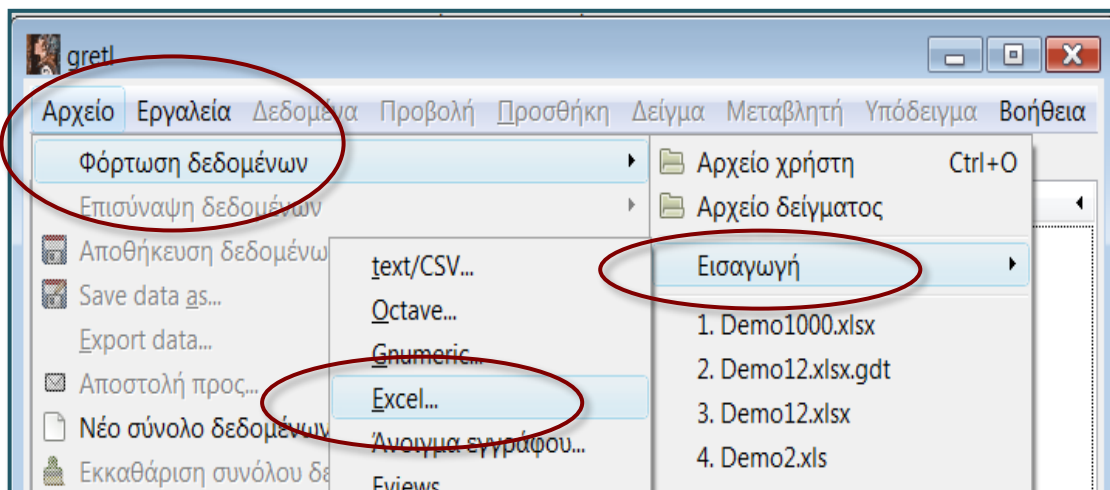 gretl
Αρχείο Εργαλεία Δεδομένα Προβολή Προσθήκη Δείγμα Μεταβλητή Υπόδειγμα Βοήθεια
Φόρτωση δεδομένων
Επισύναψη δεδομένων
Αποθήκευση δεδομένω
Save data as...
Export data...
Αποστολή προς...
Νέο σύνολο δεδομένων
Εκκαθάριση συνόλου δε
text/CSV...
Octave...
Gnumeric...
Excel...
Άνοιγμα εγγράφου...
Eviews
Αρχείο χρήστη Ctrl+O
Αρχείο δείγματος
Εισαγωγή
1. Demo1000.xlsx
2. Demo12.xlsx.gdt
3. Demo12.xlsx
4. Demo2.xls